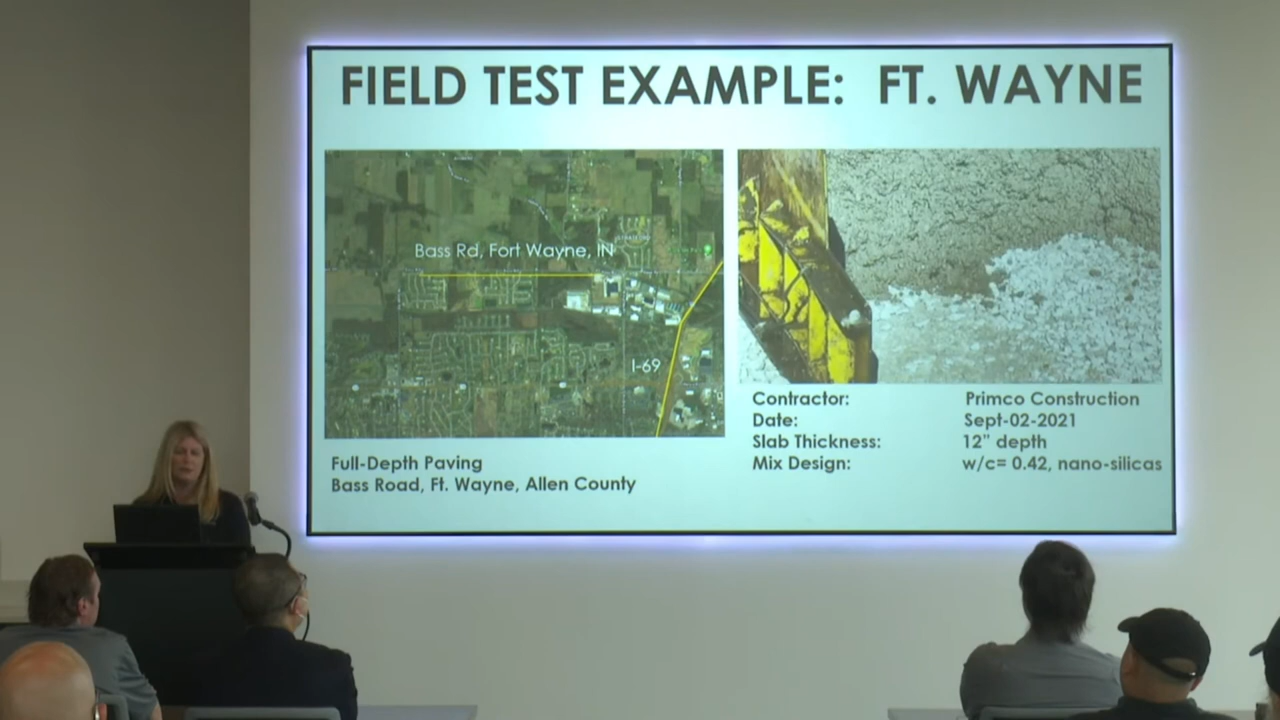 FIELD TEST EXAMPLE: FT. WAYNE
Bass Rd, Fort Wayne, IN
I-69
Full-Depth Paving
Bass Road, Ft. Wayne, Allen County
Contractor: Primco Construction
Date: Sept-02-2021
Slab Thickness: 12" depth
Mix Design: w/c= 0.42, nano-silicas